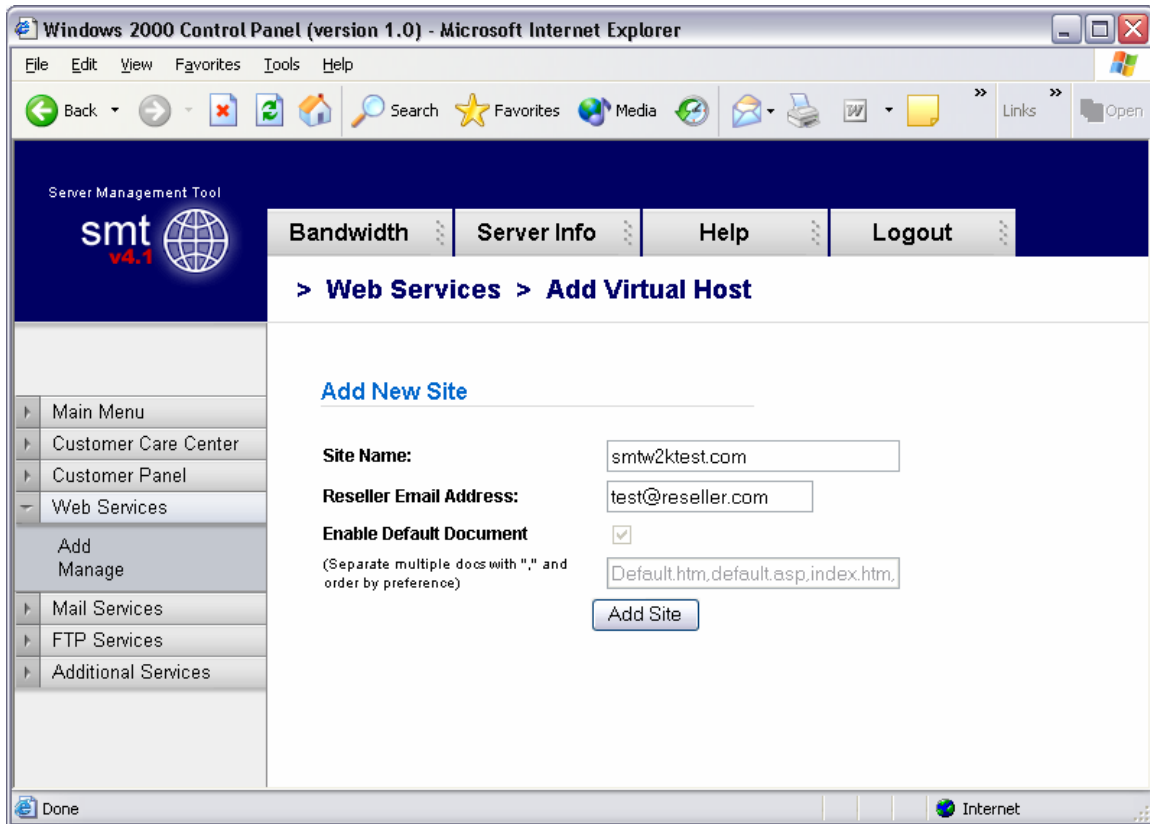 Windows 2000 Control Panel (version 1.0) - Microsoft Internet Explorer
File Edit View Favorites Tools Help
Back Search Favorites Media W » Links » Open
Server Management Tool
smt
v4.1
Bandwidth Server Info Help Logout
> Web Services > Add Virtual Host
Add New Site
Main Menu
Customer Care Center
Customer Panel
Web Services
Add
Manage
Mail Services
FTP Services
Additional Services
Site Name: smtw2ktest.com
Reseller Email Address: test@reseller.com
Enable Default Document
(Separate multiple docs with "," and
order by preference)
Default.htm,default.asp,index.htm,
Add Site
Done Internet